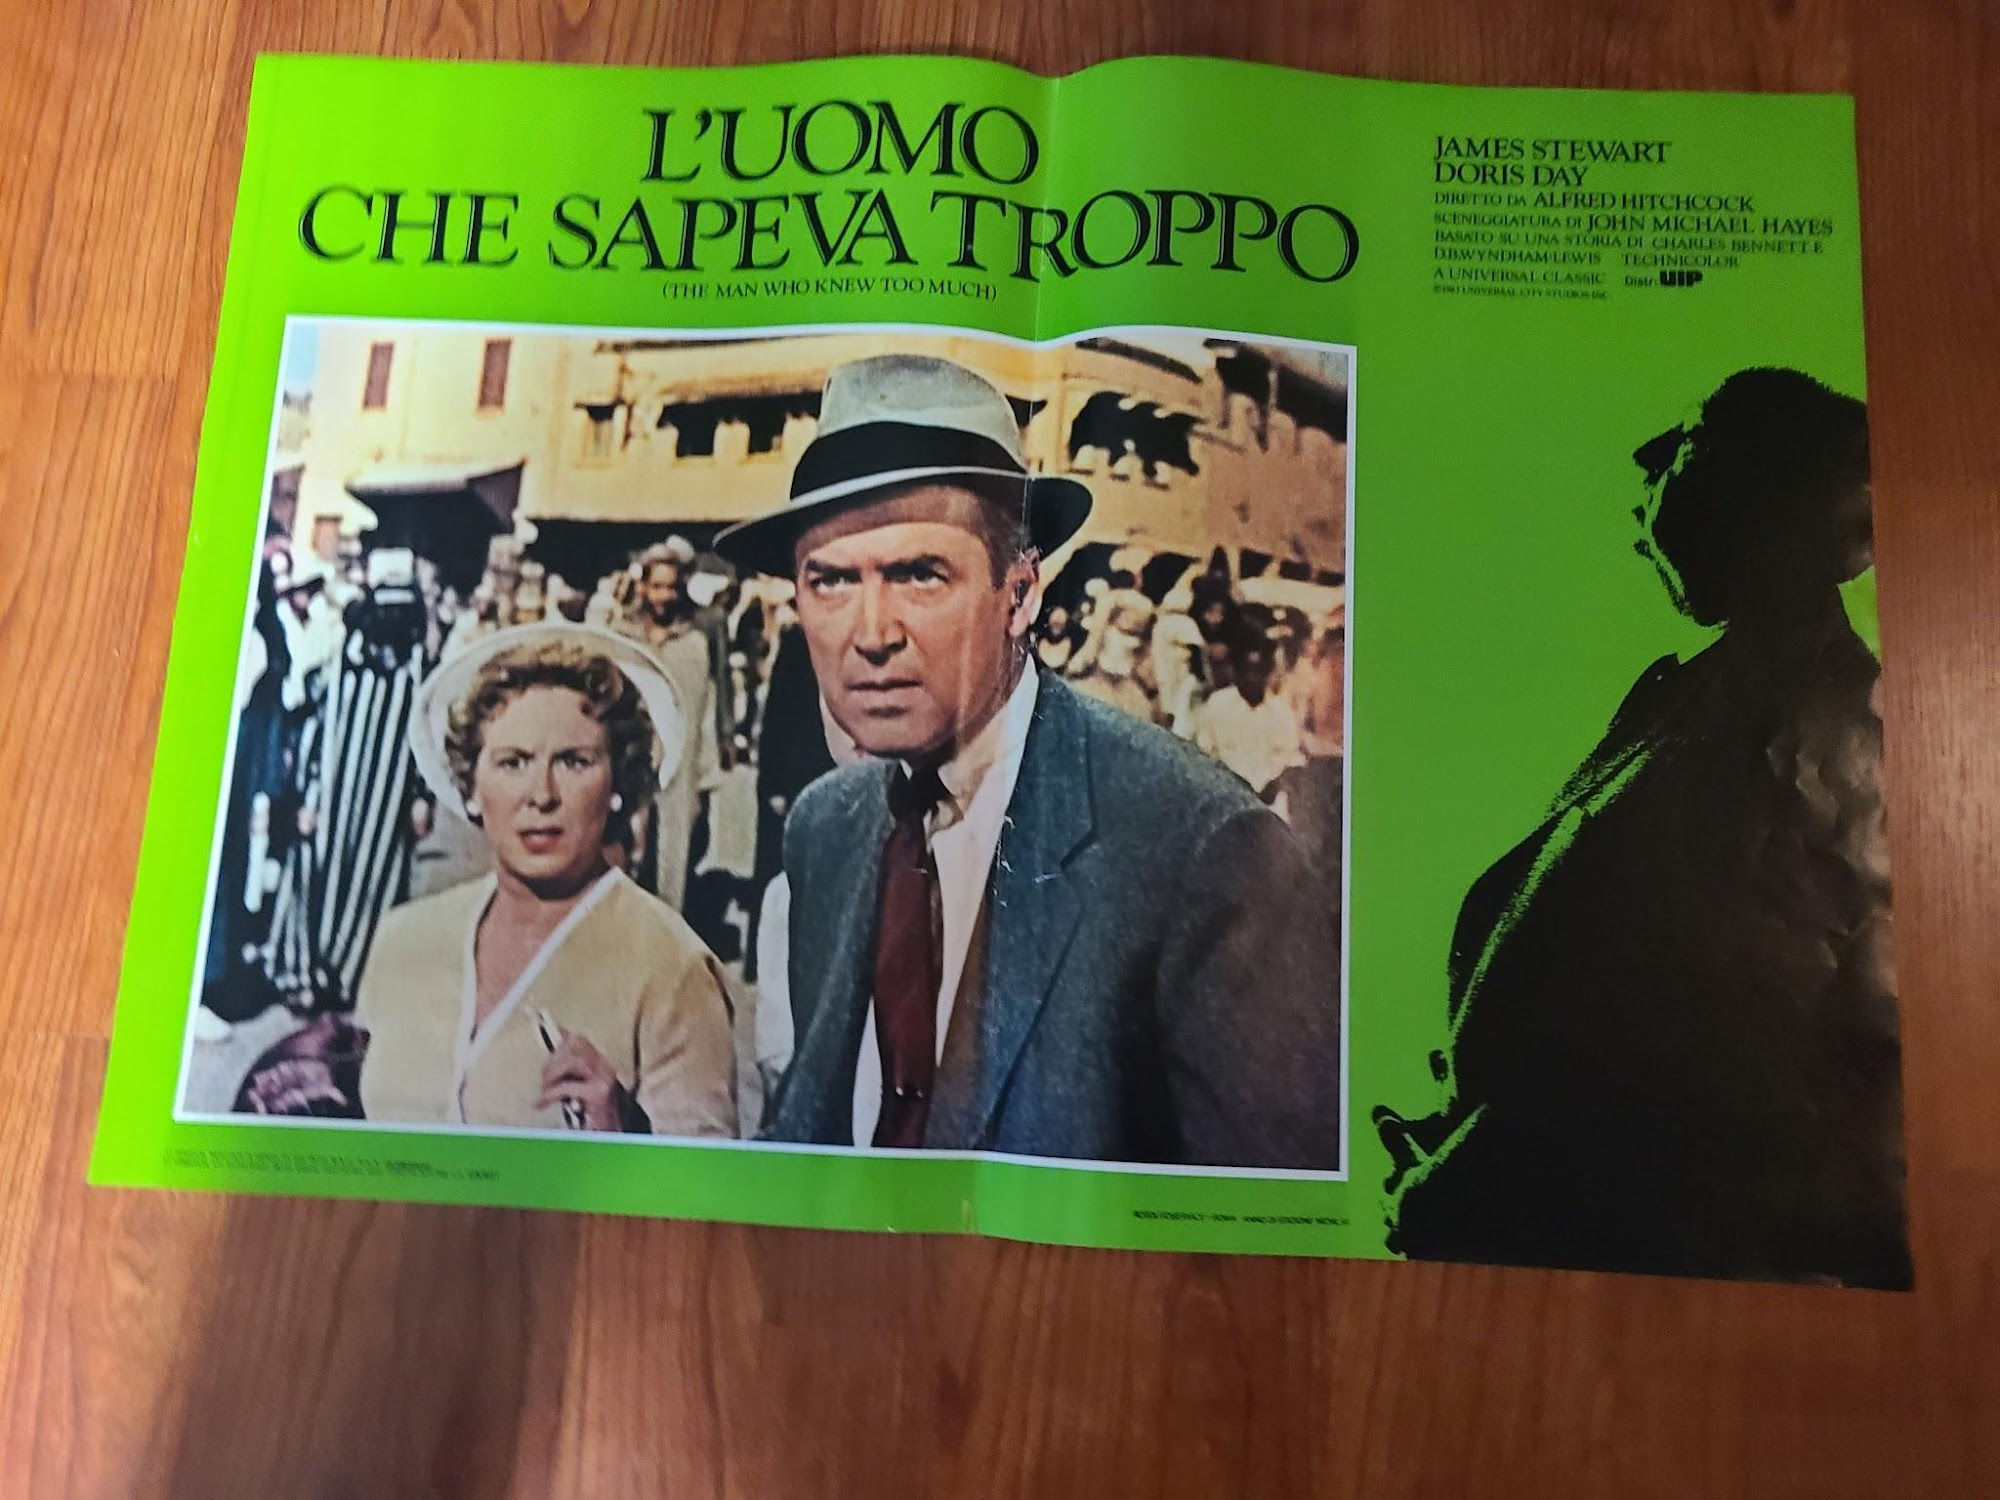 L'UOMO
CHE SAPEVA TROPPO
(THE MAN WHO KNEW TOO MUCH)
JAMES STEWART
DORIS DAY
DIRETTO DA ALFRED HITCHCOCK
SCENEGGIATURA DI JOHN MICHAEL HAYES
BASATO SU UNA STORIA DI CHARLES BENNETT E
D.B.WYNDHAM-LEWIS TECHNICOLOR
A UNIVERSAL CLASSIC Distr. UIP
UNIVERSAL CITY STUDIOS INC.